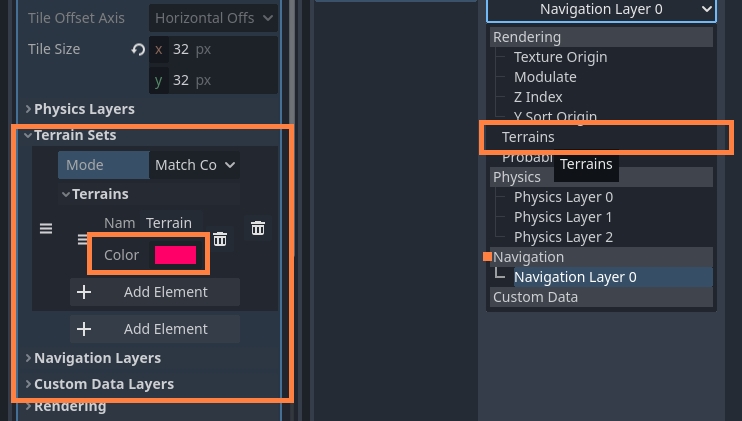 Tile Offset Axis Horizontal Offs
Tile Size x 32 px
y 32 px
Physics Layers
Terrain Sets
Mode Match Co
Terrains
Nam Terrain
Color
Add Element
Add Element
Navigation Layers
Custom Data Layers
Rendering
Navigation Layer 0
Rendering
Texture Origin
Modulate
Z Index
Y Sort Origin
Terrains
Probabi
Terrains
Physics
Physics Layer 0
Physics Layer 1
Physics Layer 2
Navigation
Navigation Layer 0
Custom Data